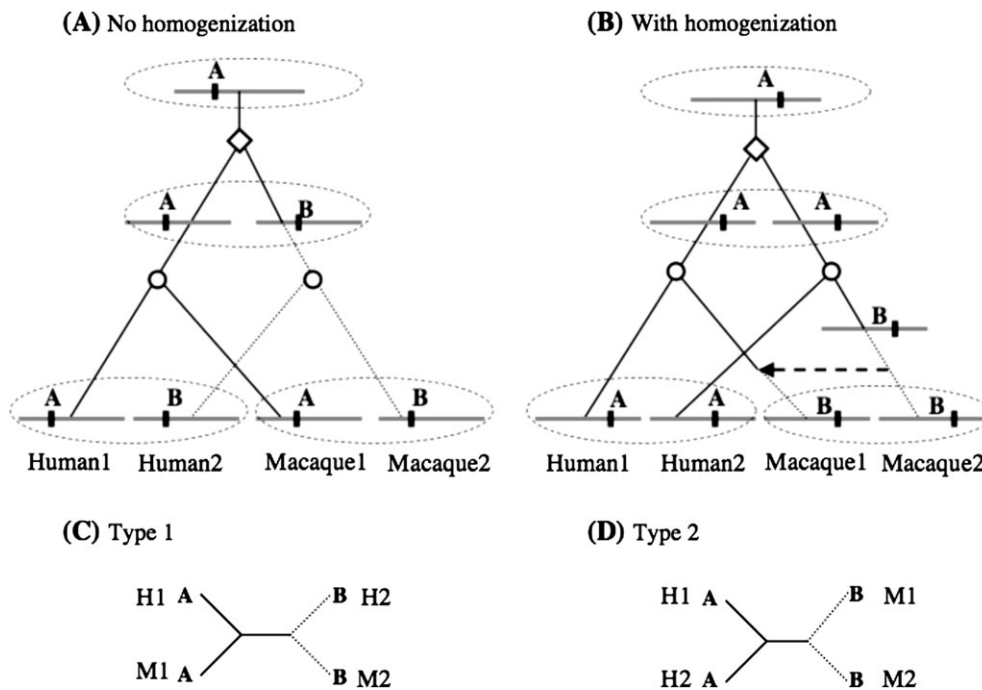 (A) No homogenization
(B) With homogenization
A
A
A B
A A
B
A B A B
A A B B
Human1 Human2 Macaque1 Macaque2
Human1 Human2 Macaque1 Macaque2
(C) Type 1
(D) Type 2
H1 A B H2
M1 A B M2
H1 A B M1
H2 A B M2